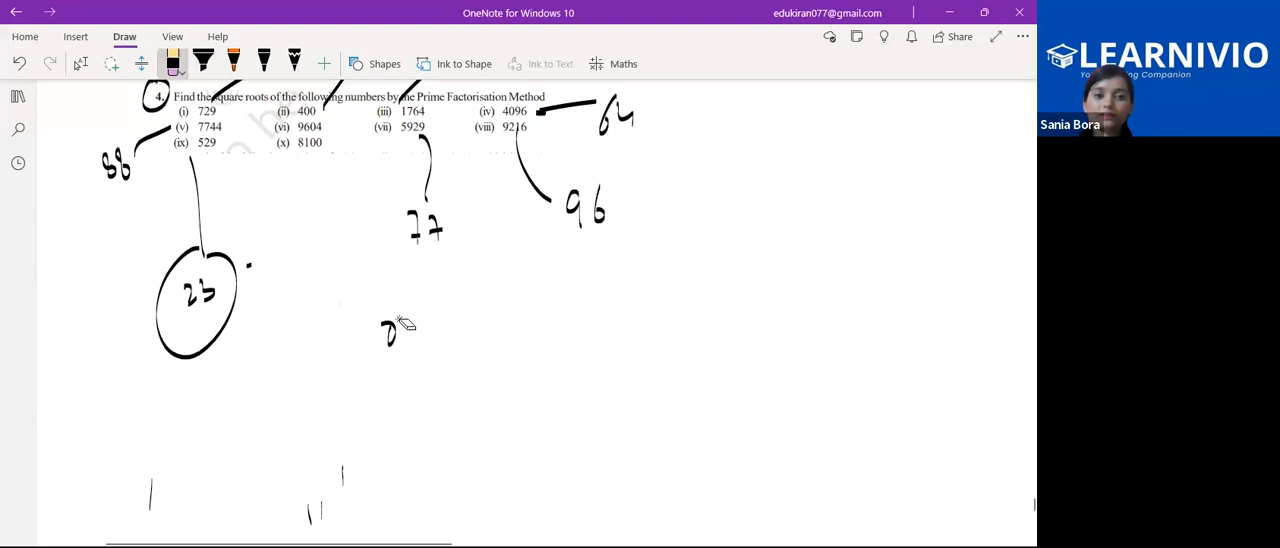 OneNote for Windows 10
edukiran077@gmail.com
Home Insert Draw View Help
Shapes Ink to Shape Ink to Text Maths
Share
LEARNIVIO
Sania Bora
4. Find the square roots of the following numbers by the Prime Factorisation Method
(i) 729 (ii) 400 (iii) 1764 (iv) 4096
(v) 7744 (vi) 9604 (vii) 5929 (viii) 9216
(ix) 529 (x) 8100
64
88
96
77
23